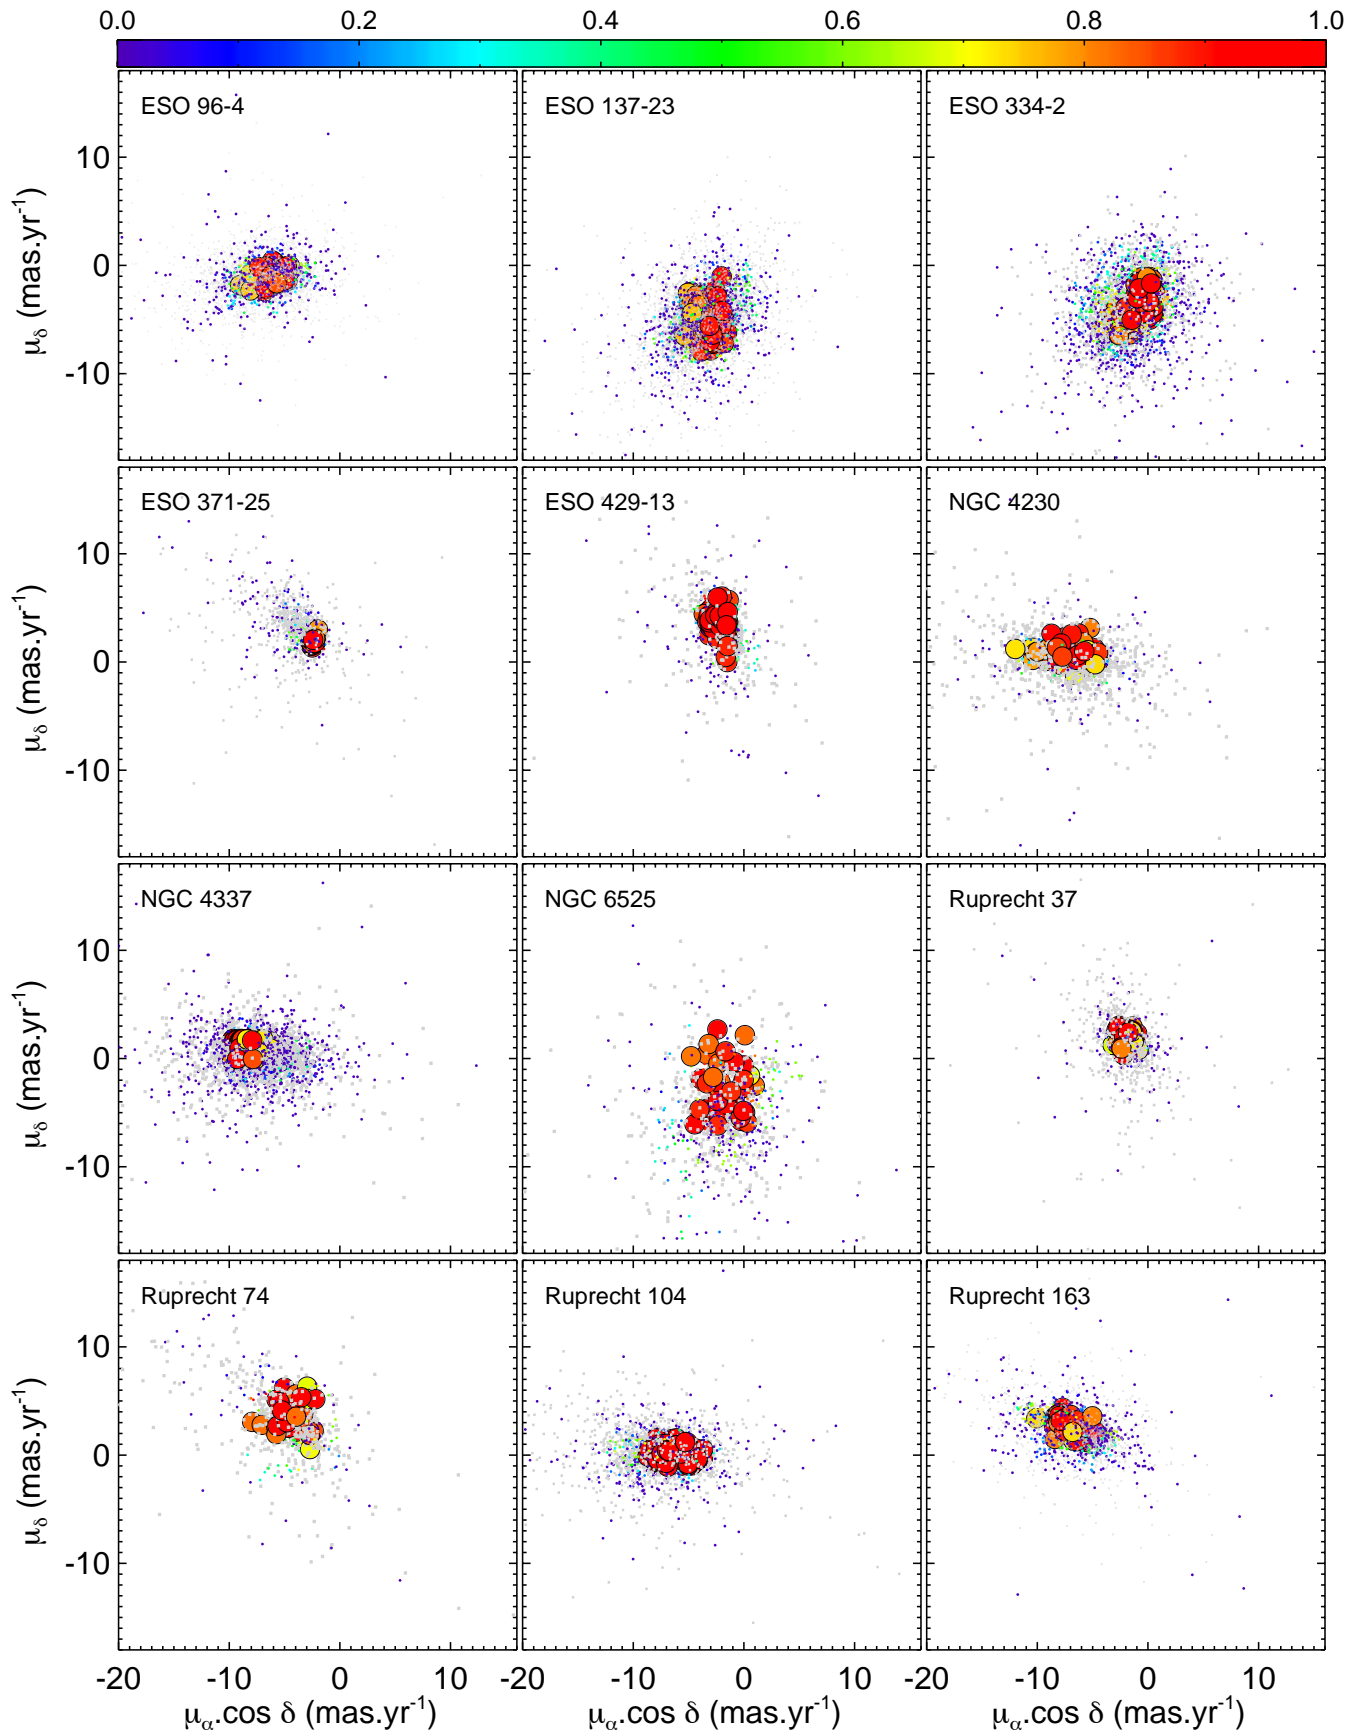 0.0 0.2 0.4 0.6 0.8 1.0
ESO 96-4 ESO 137-23 ESO 334-2
10
0
-10
μδ (mas.yr-1)
ESO 371-25 ESO 429-13 NGC 4230
10
0
-10
μδ (mas.yr-1)
NGC 4337 NGC 6525 Ruprecht 37
10
0
-10
μδ (mas.yr-1)
Ruprecht 74 Ruprecht 104 Ruprecht 163
10
0
-10
μδ (mas.yr-1)
-20 -10 0 -20 -10 0 10 -20 -10 0 10
μα.cos δ (mas.yr-1) μα.cos δ (mas.yr-1) μα.cos δ (mas.yr-1)